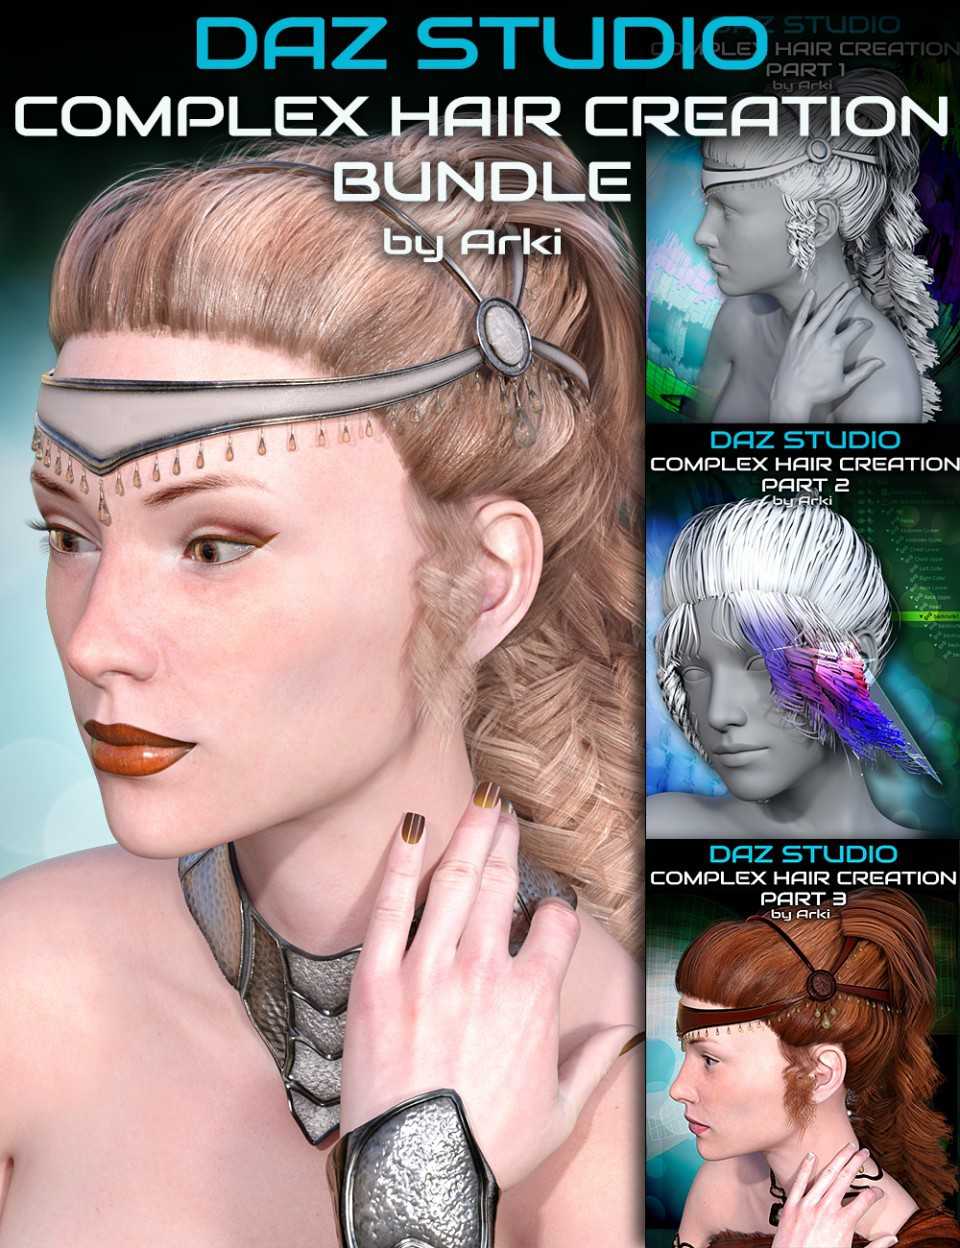 DAZ STUDIO
COMPLEX HAIR CREATION
BUNDLE
by Arki
DAZ STUDIO
COMPLEX HAIR CREATION
PART 1
by Arki
DAZ STUDIO
COMPLEX HAIR CREATION
PART 2
by Arki
DAZ STUDIO
COMPLEX HAIR CREATION
PART 3
by Arki